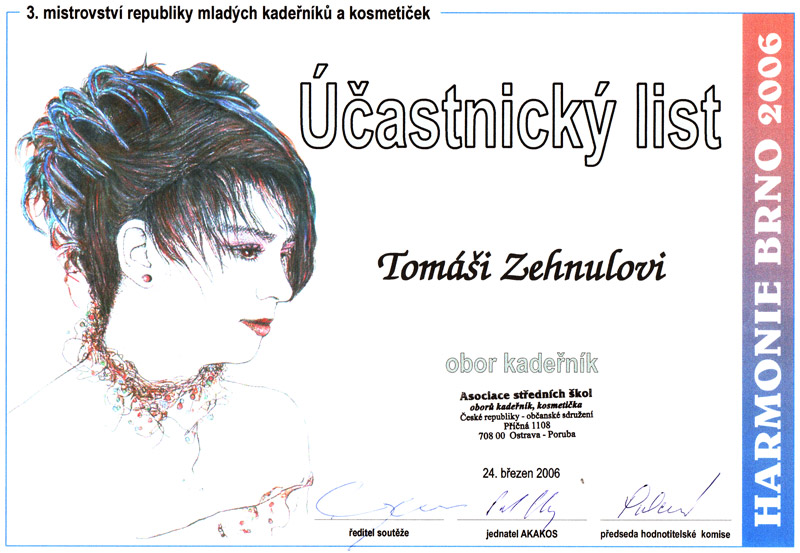 3. mistrovství republiky mladých kadeřníků a kosmetiček
Účastnický list
Tomáši Zehnulovi
obor kadeřník
Asociace středních škol
oborů kadeřník, kosmetička
České republiky - občanské sdružení
Příčná 1108
708 00 Ostrava - Poruba
24. březen 2006
ředitel soutěže
jednatel AKAKOS
předseda hodnotitelské komise
HARMONIE BRNO 2006